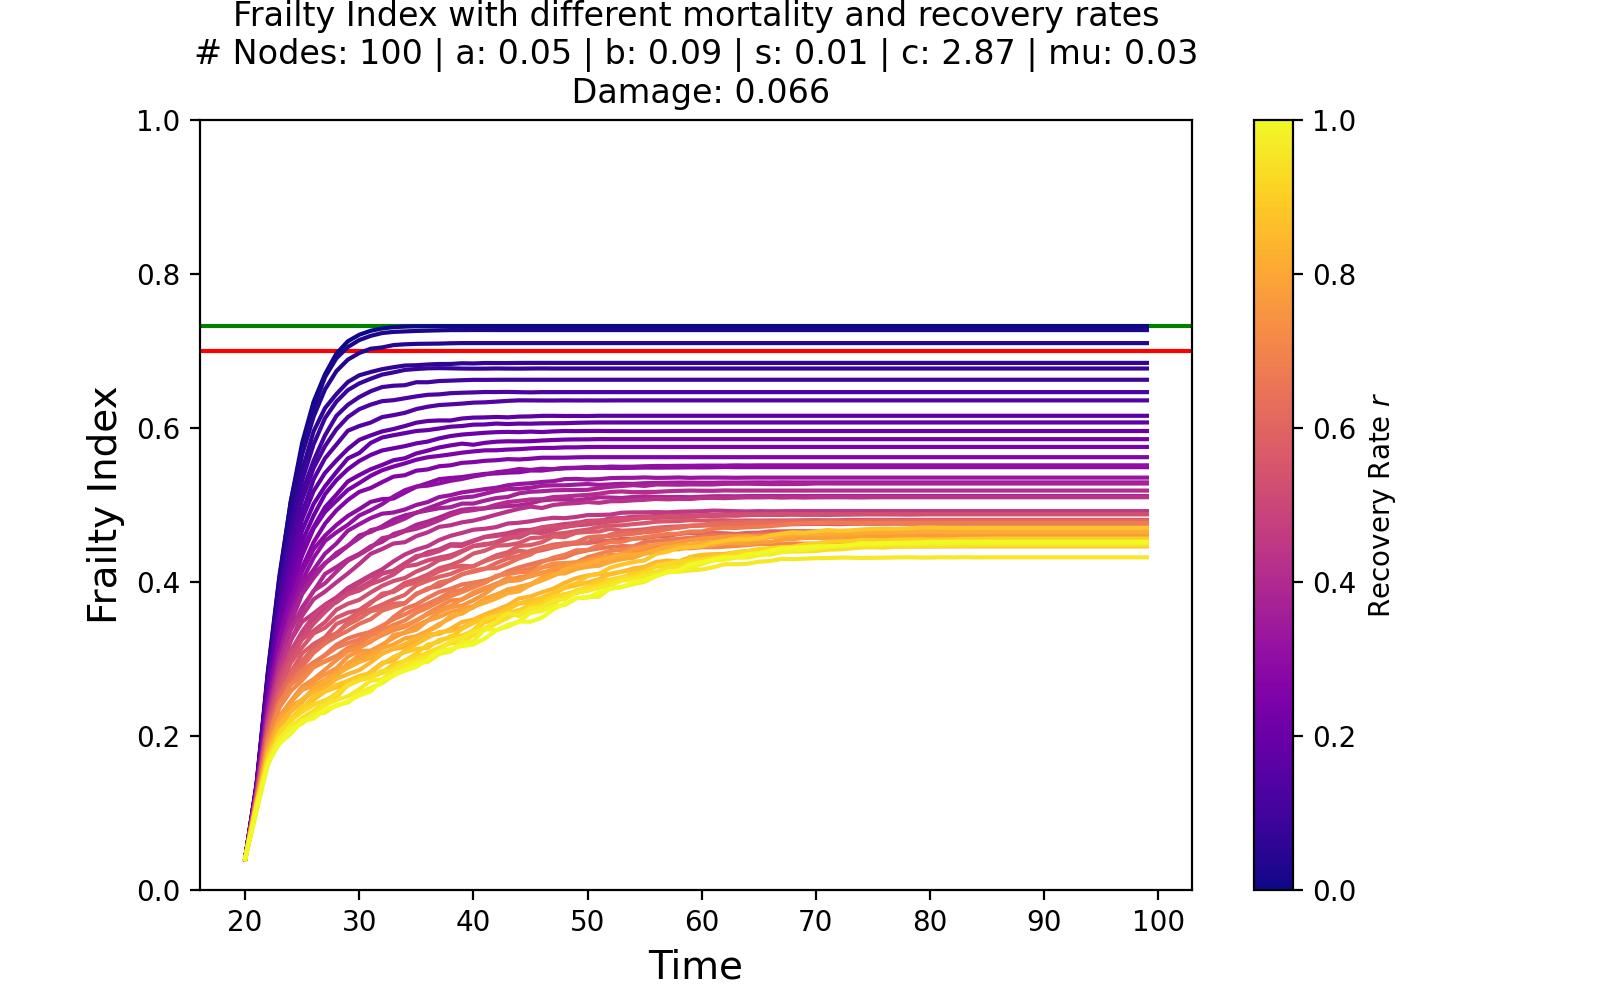 Frailty Index with different mortality and recovery rates
# Nodes: 100 | a: 0.05 | b: 0.09 | s: 0.01 | c: 2.87 | mu: 0.03
Damage: 0.066
Frailty Index
1.0
0.8
0.6
0.4
0.2
0.0
20 30 40 50 60 70 80 90 100
Time
1.0
0.8
0.6
0.4
0.2
0.0
Recovery Rate r